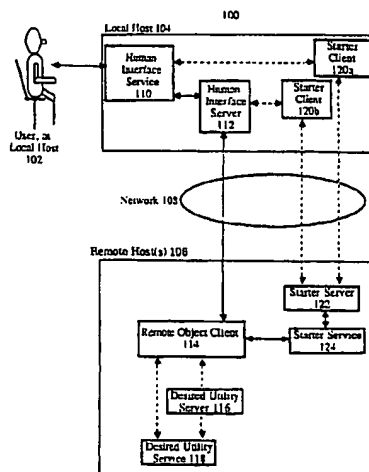 100
Local Host 104
Human
Interface
Service
110
Starter
Client
120a
Human
Interface
Server
112
Starter
Client
120b
User, at
Local Host
102
Network 108
Remote Host(s) 106
Starter Server
122
Remote Object Client
114
Starter Service
124
Desired Utility
Server 116
Desired Utility
Service 118